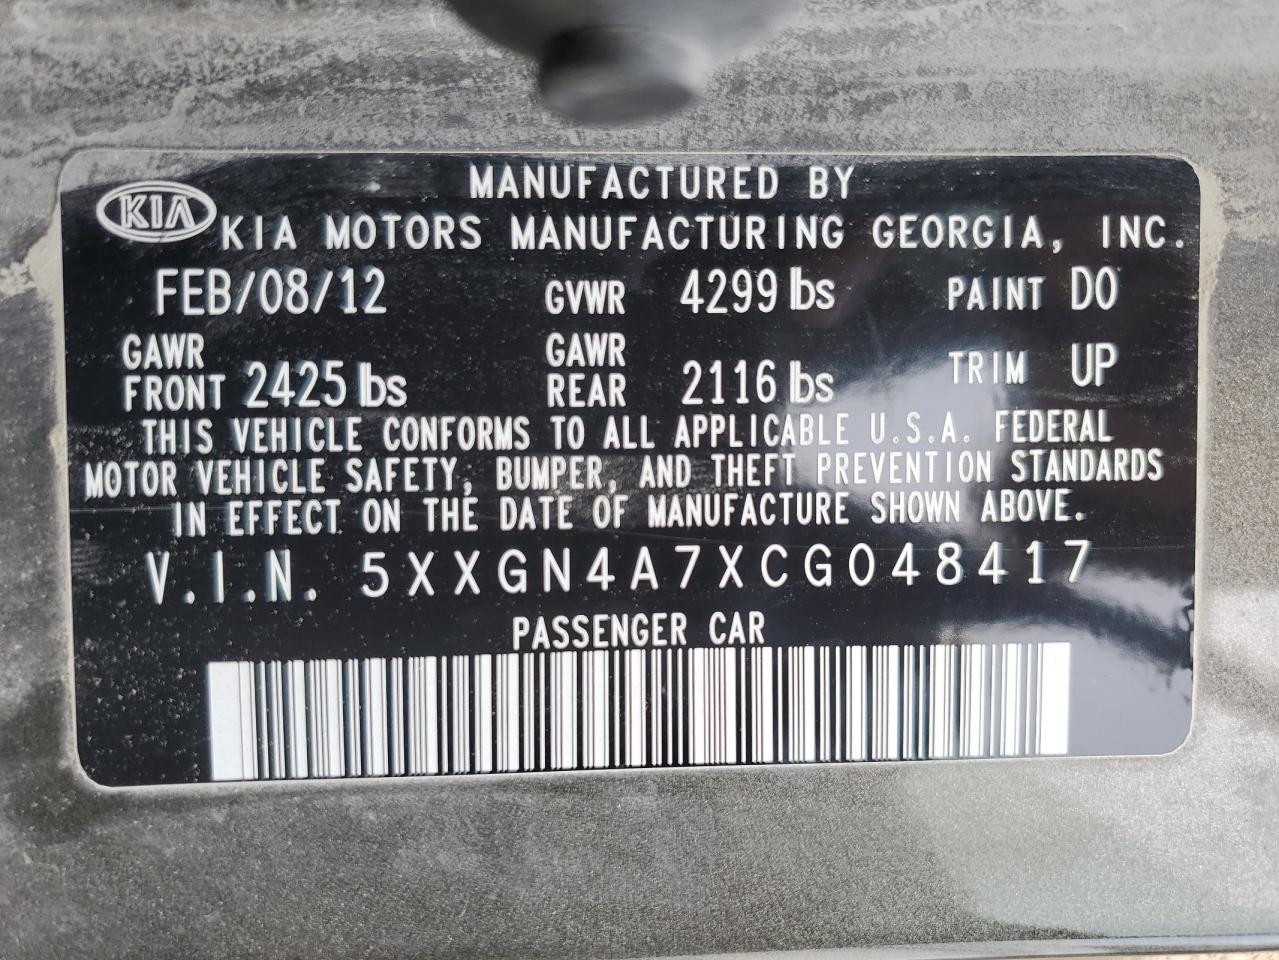 MANUFACTURED BY
KIA KIA MOTORS MANUFACTURING GEORGIA, INC.
FEB/08/12 GVWR 4299 lbs PAINT D0
GAWR FRONT 2425 lbs GAWR REAR 2116 lbs TRIM UP
THIS VEHICLE CONFORMS TO ALL APPLICABLE U.S.A. FEDERAL
MOTOR VEHICLE SAFETY, BUMPER, AND THEFT PREVENTION STANDARDS
IN EFFECT ON THE DATE OF MANUFACTURE SHOWN ABOVE.
V.I.N. 5XXGN4A7XCG048417
PASSENGER CAR